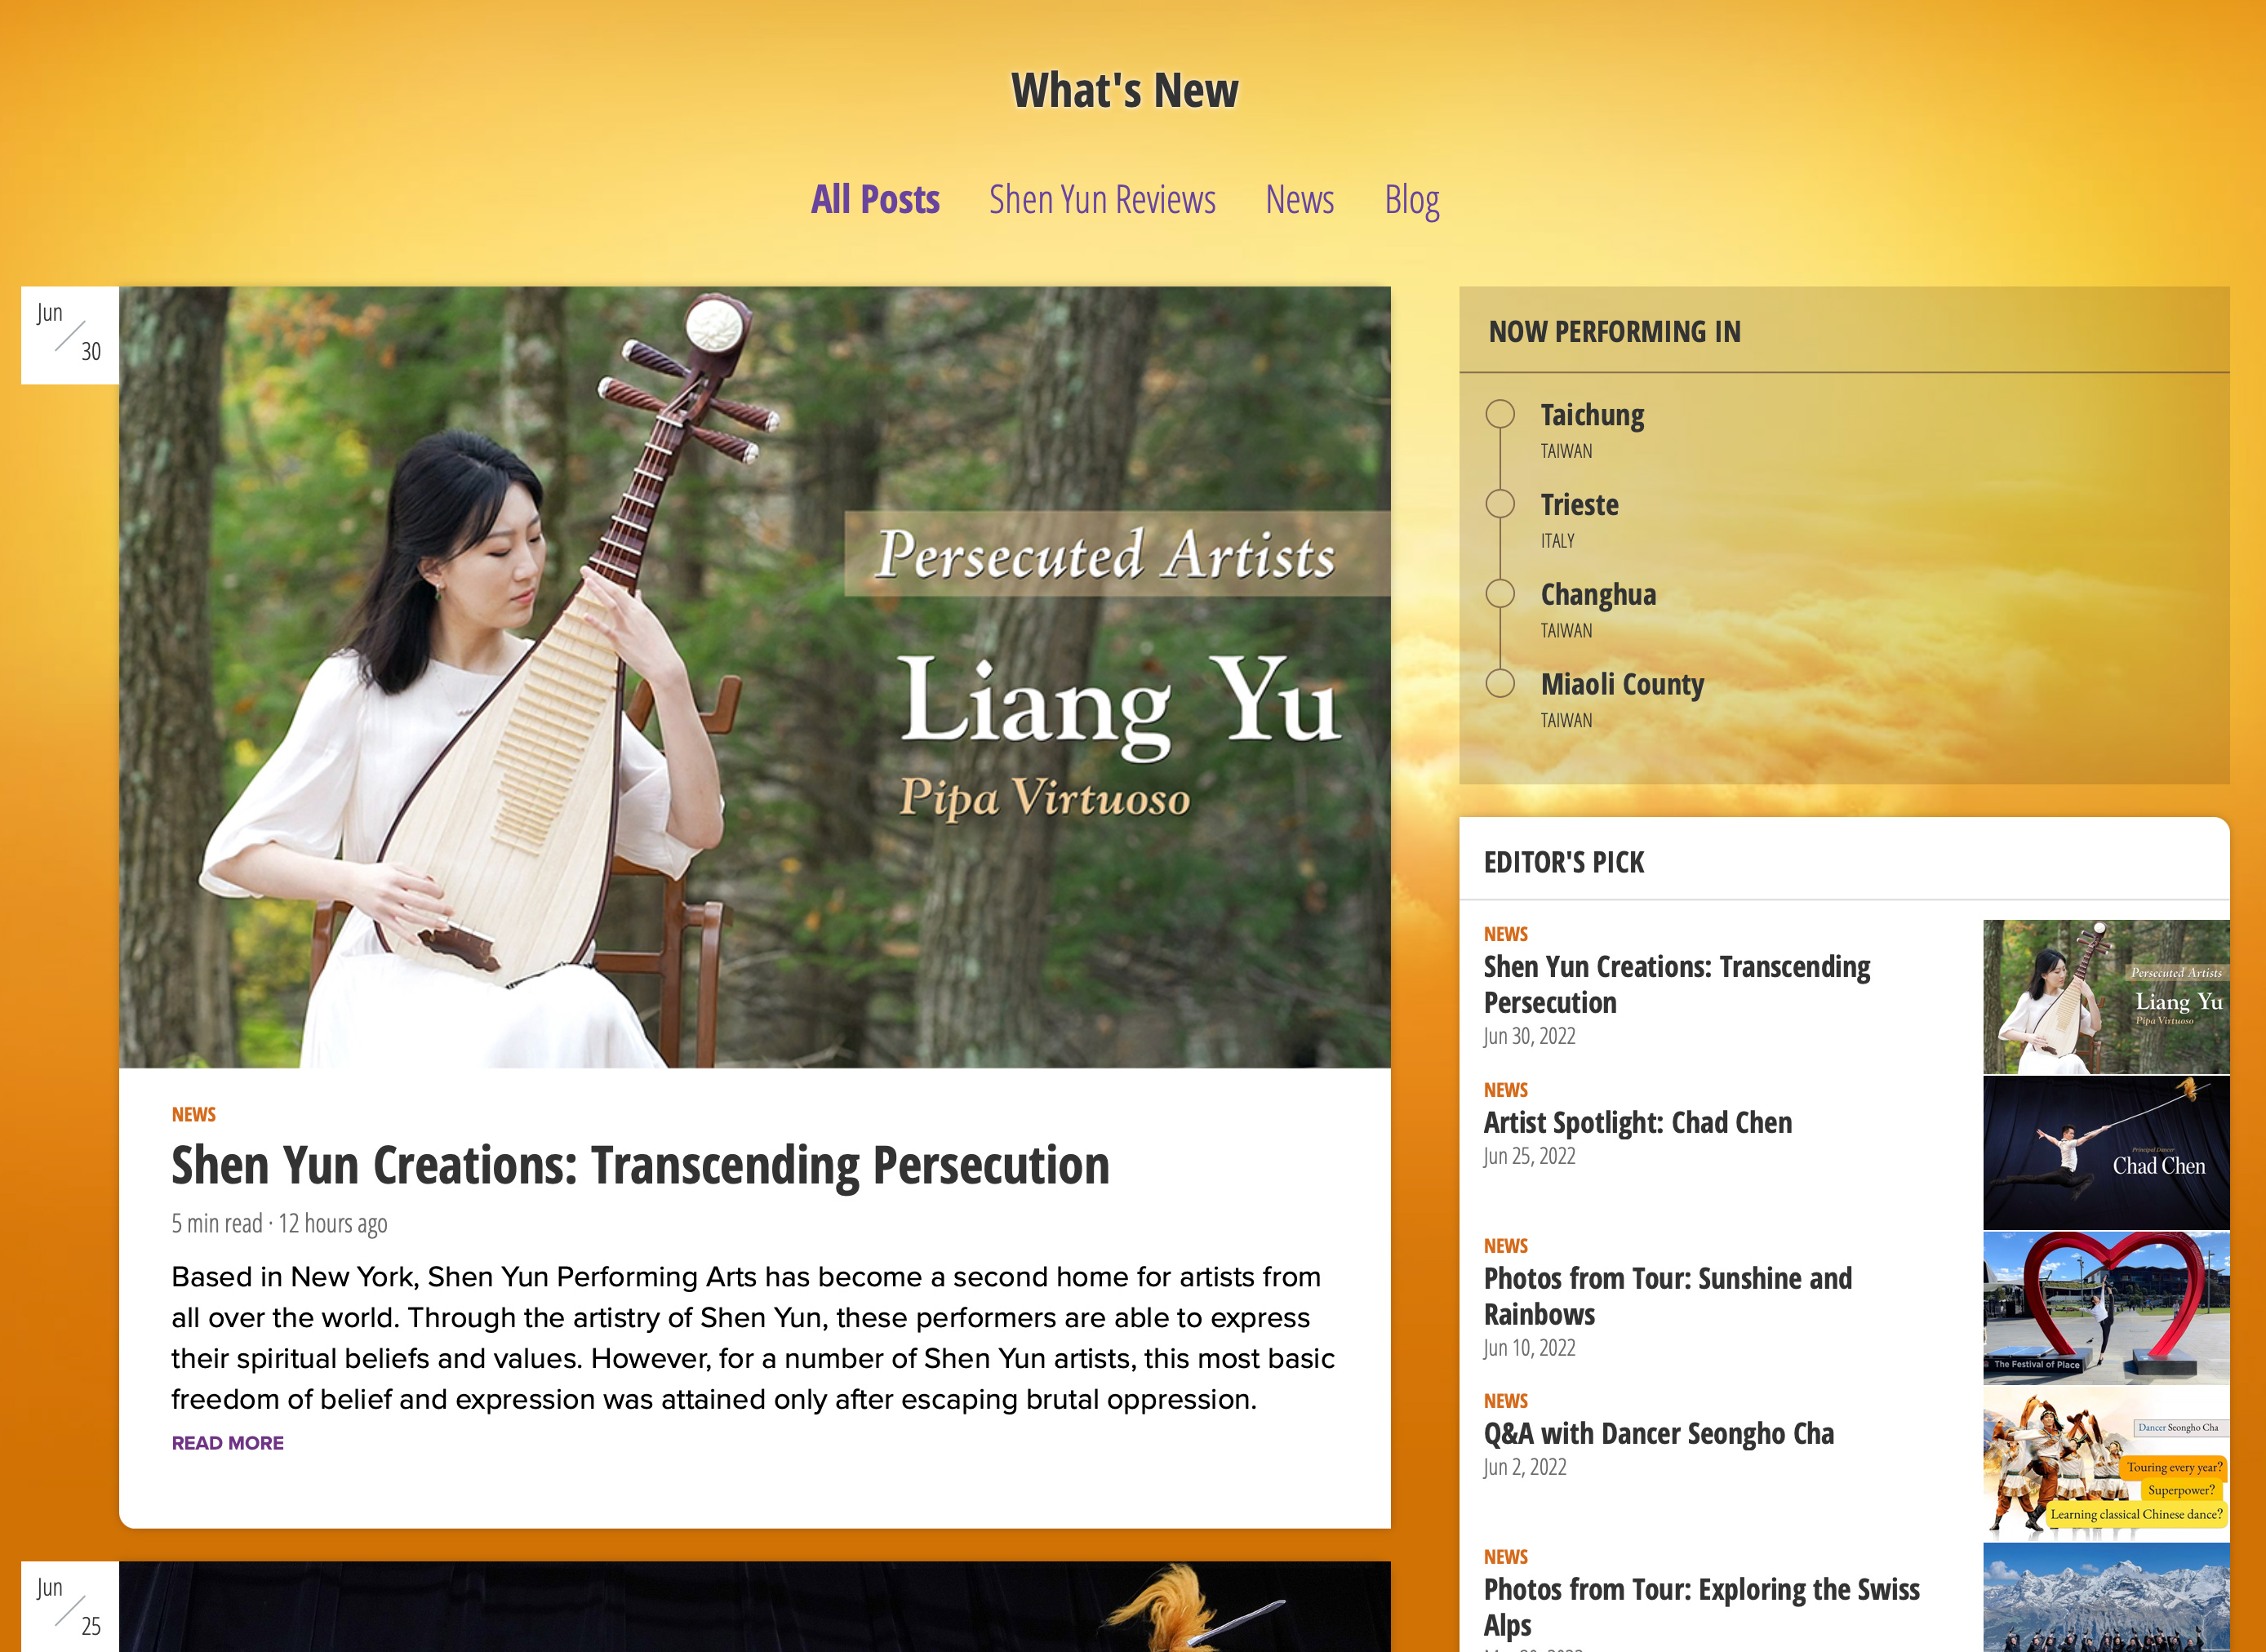 What's New
All Posts Shen Yun Reviews News Blog
Jun
30
Persecuted Artists
Liang Yu
Pipa Virtuoso
NEWS
Shen Yun Creations: Transcending Persecution
5 min read · 12 hours ago
Based in New York, Shen Yun Performing Arts has become a second home for artists from
all over the world. Through the artistry of Shen Yun, these performers are able to express
their spiritual beliefs and values. However, for a number of Shen Yun artists, this most basic
freedom of belief and expression was attained only after escaping brutal oppression.
READ MORE
Jun
25
NOW PERFORMING IN
Taichung
TAIWAN
Trieste
ITALY
Changhua
TAIWAN
Miaoli County
TAIWAN
EDITOR'S PICK
NEWS
Shen Yun Creations: Transcending
Persecution
Jun 30, 2022
Persecuted Artists
Liang Yu
Pipa Virtuoso
NEWS
Artist Spotlight: Chad Chen
Jun 25, 2022
Principal Dancer
Chad Chen
NEWS
Photos from Tour: Sunshine and
Rainbows
Jun 10, 2022
The Festival of Place
NEWS
Q&A with Dancer Seongho Cha
Jun 2, 2022
Dancer Seongho Cha
Touring every year?
Superpower?
Learning classical Chinese dance?
NEWS
Photos from Tour: Exploring the Swiss
Alps